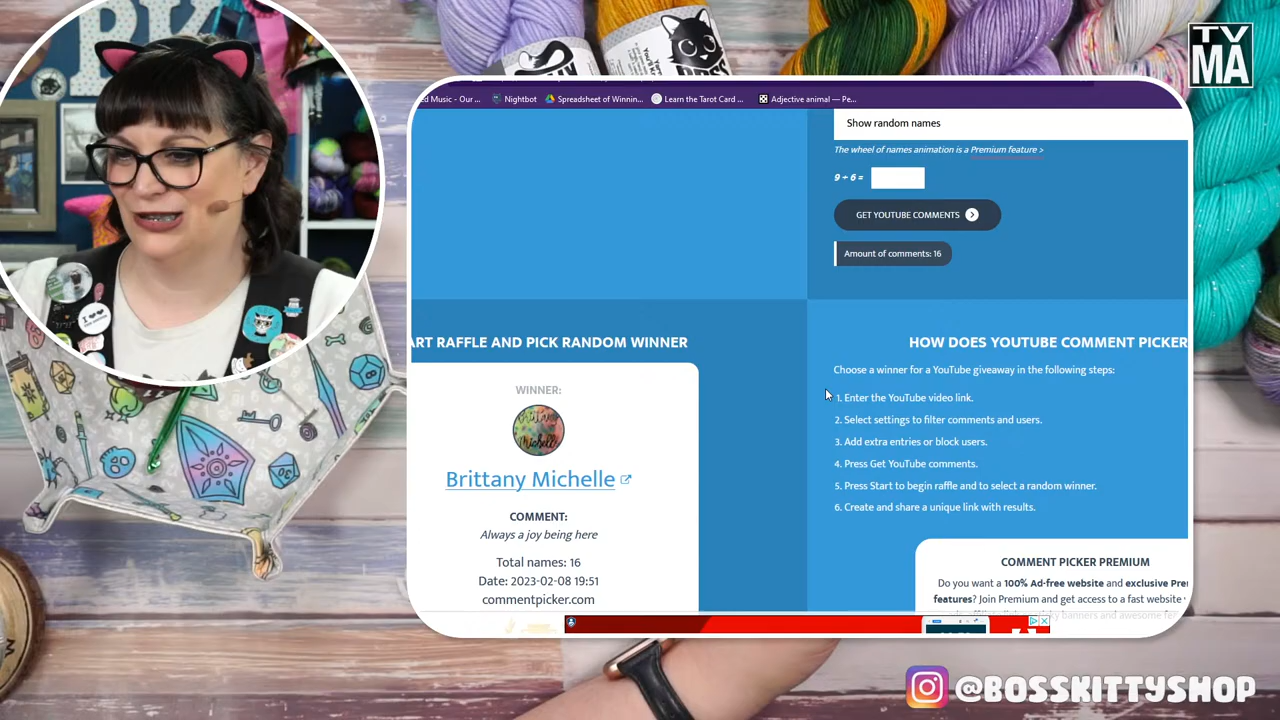 TV
MA
ed Music - Our ...
Nightbot
Spreadsheet of Winnin...
Learn the Tarot Card ...
Adjective animal — Pe...
Show random names
The wheel of names animation is a Premium feature >
9 + 6 =
GET YOUTUBE COMMENTS
Amount of comments: 16
ART RAFFLE AND PICK RANDOM WINNER
WINNER:
Brittany Michelle
COMMENT:
Always a joy being here
Total names: 16
Date: 2023-02-08 19:51
commentpicker.com
HOW DOES YOUTUBE COMMENT PICKER
Choose a winner for a YouTube giveaway in the following steps:
1. Enter the YouTube video link.
2. Select settings to filter comments and users.
3. Add extra entries or block users.
4. Press Get YouTube comments.
5. Press Start to begin raffle and to select a random winner.
6. Create and share a unique link with results.
COMMENT PICKER PREMIUM
Do you want a 100% Ad-free website and exclusive Pre
features? Join Premium and get access to a fast website
@BOSSKITTYSHOP